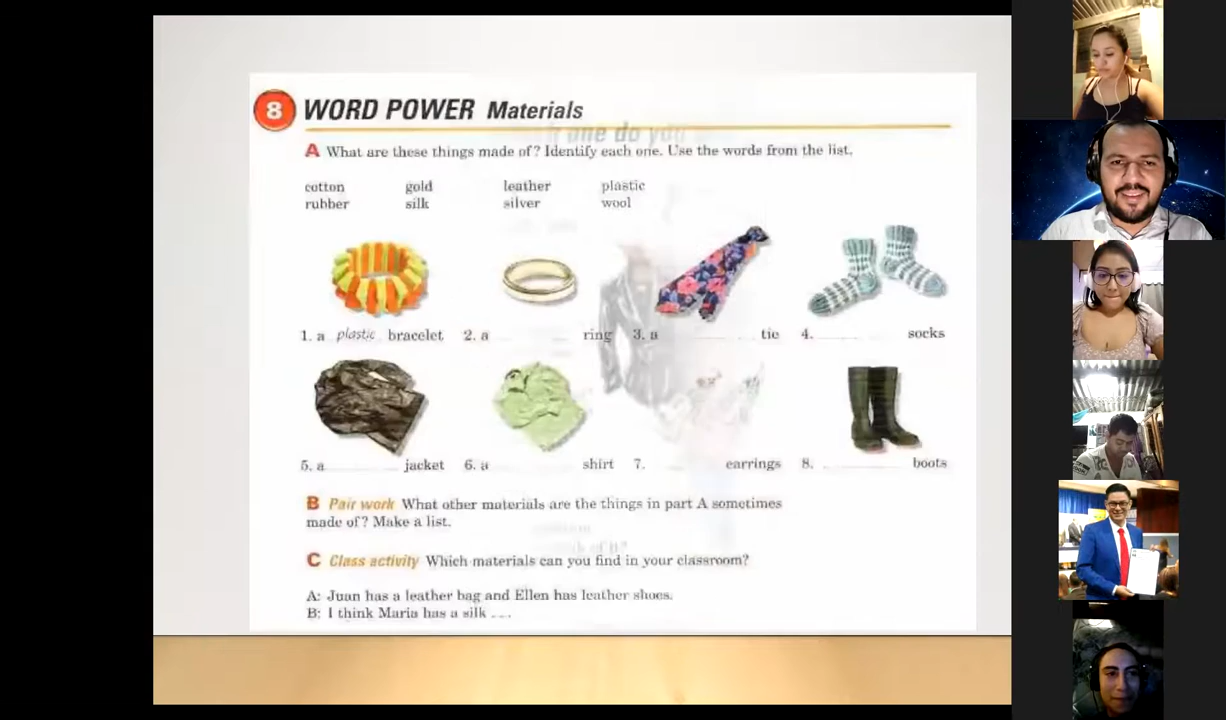 8 WORD POWER Materials
A What are these things made of? Identify each one. Use the words from the list.
cotton gold leather plastic
rubber silk silver wool
1. a plastic bracelet 2. a ring 3. a tie 4. socks
5. a jacket 6. a shirt 7. earrings 8. boots
B Pair work What other materials are the things in part A sometimes
made of? Make a list.
C Class activity Which materials can you find in your classroom?
A: Juan has a leather bag and Ellen has leather shoes.
B: I think Maria has a silk ....